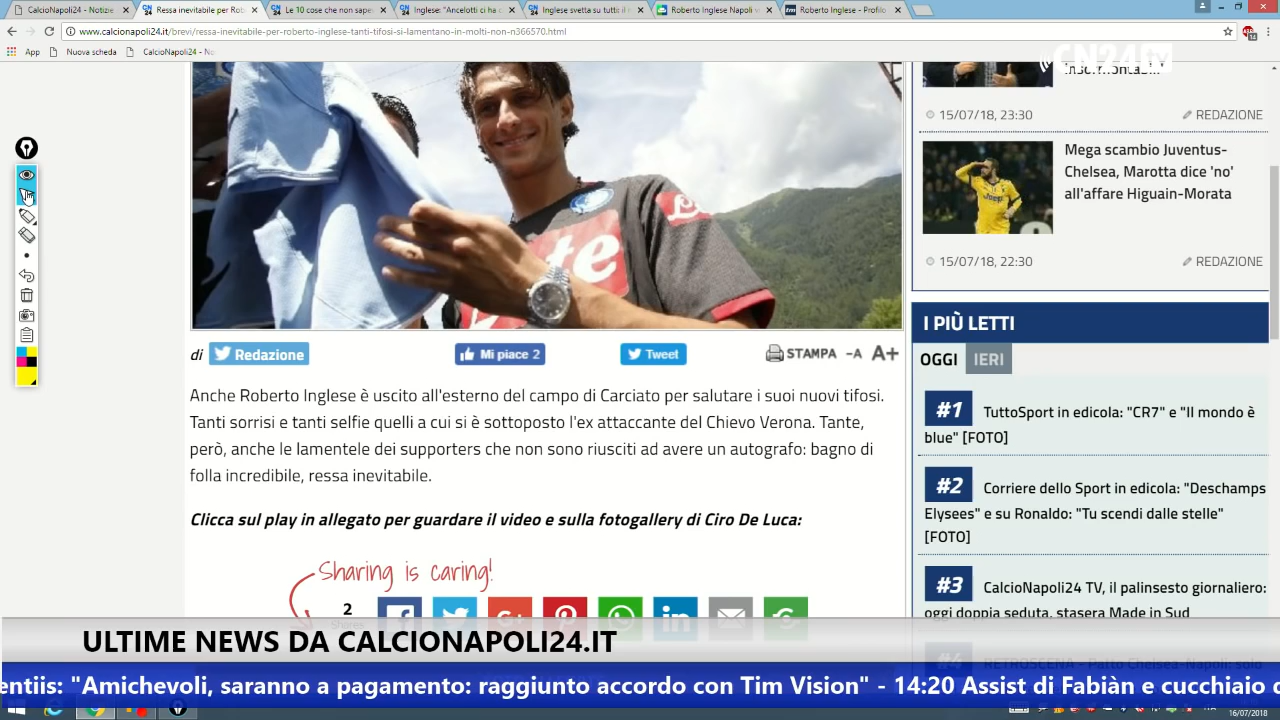 CalcioNapoli24 - Notizie
Ressa inevitabile per Rob
Le 10 cose che non sape
Inglese: "Ancelotti ci ha c
Inglese svetta su tutti il m
Roberto Inglese Napoli v
Roberto Inglese - Profilo
www.calcionapoli24.it/brevi/ressa-inevitabile-per-roberto-inglese-tanti-tifosi-si-lamentano-in-molti-non-n366570.html
App
Nuova scheda
CalcioNapoli24 - No
CN24 TV
15/07/18, 23:30
REDAZIONE
Mega scambio Juventus-
Chelsea, Marotta dice 'no'
all'affare Higuain-Morata
15/07/18, 22:30
REDAZIONE
di
Redazione
Mi piace 2
Tweet
STAMPA
-A A+
Anche Roberto Inglese è uscito all'esterno del campo di Carciato per salutare i suoi nuovi tifosi.
Tanti sorrisi e tanti selfie quelli a cui si è sottoposto l'ex attaccante del Chievo Verona. Tante,
però, anche le lamentele dei supporters che non sono riusciti ad avere un autografo: bagno di
folla incredibile, ressa inevitabile.
Clicca sul play in allegato per guardare il video e sulla fotogallery di Ciro De Luca:
Sharing is caring!
2
Shares
I PIÙ LETTI
OGGI
IERI
#1 TuttoSport in edicola: "CR7" e "Il mondo è
blue" [FOTO]
#2 Corriere dello Sport in edicola: "Deschamps
Elysees" e su Ronaldo: "Tu scendi dalle stelle"
[FOTO]
#3 CalcioNapoli24 TV, il palinsesto giornaliero:
oggi doppia seduta, stasera Made in Sud
#4 RETROSCENA - Patto Chelsea-Napoli: solo
ULTIME NEWS DA CALCIONAPOLI24.IT
entiis: "Amichevoli, saranno a pagamento: raggiunto accordo con Tim Vision" - 14:20 Assist di Fabiàn e cucchiaio d
16/07/2018